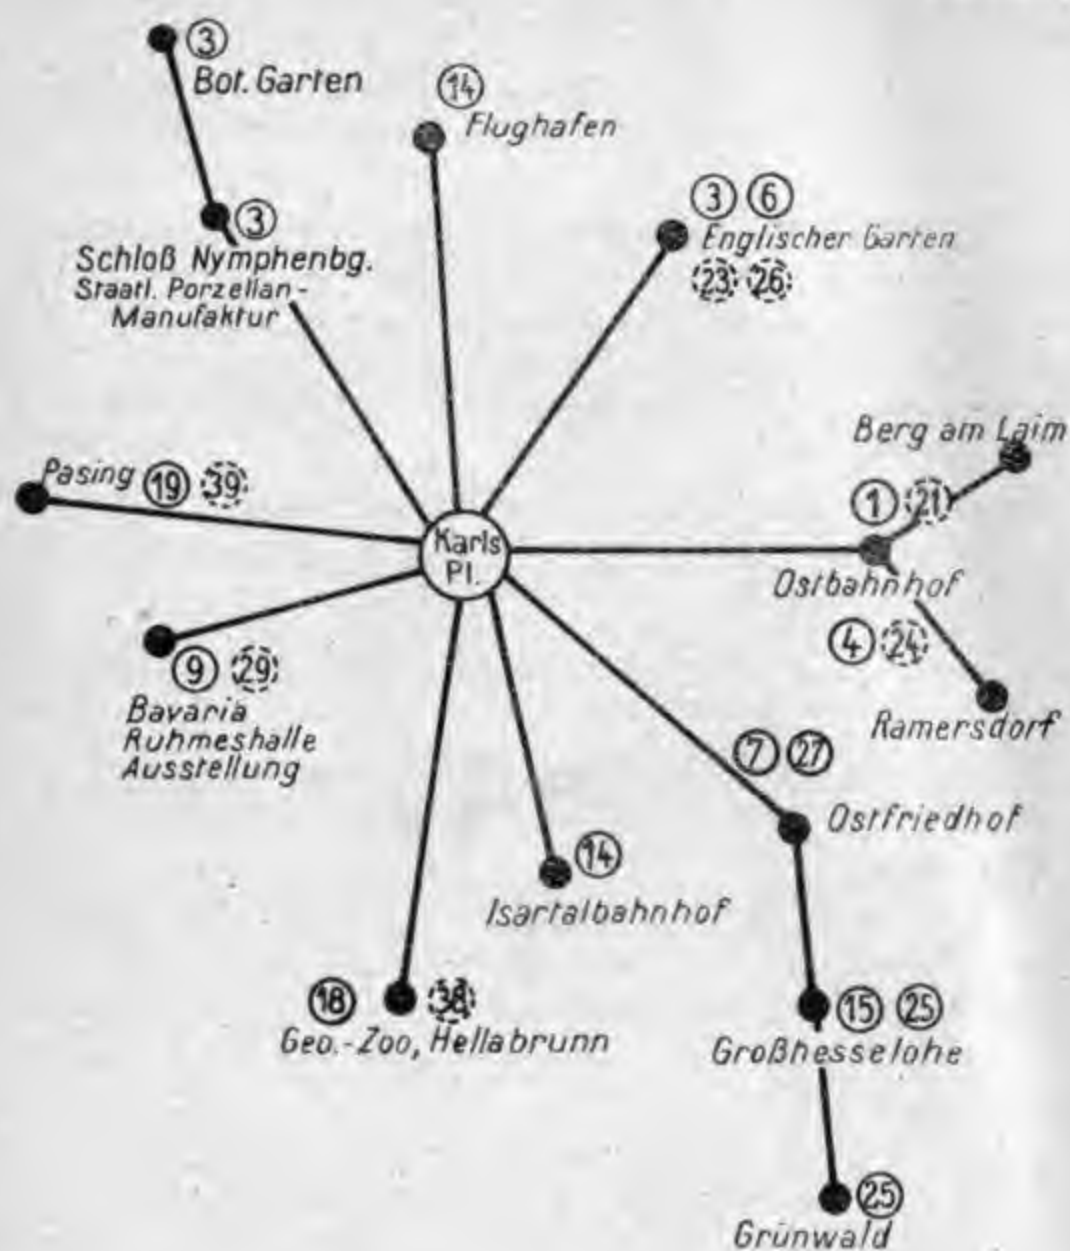 3
Bot. Garten
14
Flughafen
3 6
Englischer Garten
23 26
3
Schloß Nymphenbg.
Staatl. Porzellan-
Manufaktur
Berg am Laim
1 21
Pasing 19 39
Karls
Pl.
Ostbahnhof
4 24
Ramersdorf
9 29
Bavaria
Ruhmeshalle
Ausstellung
7 27
Ostfriedhof
14
Isartalbahnhof
18 38
Geo.-Zoo, Hellabrunn
15 25
Großhesselohe
25
Grünwald